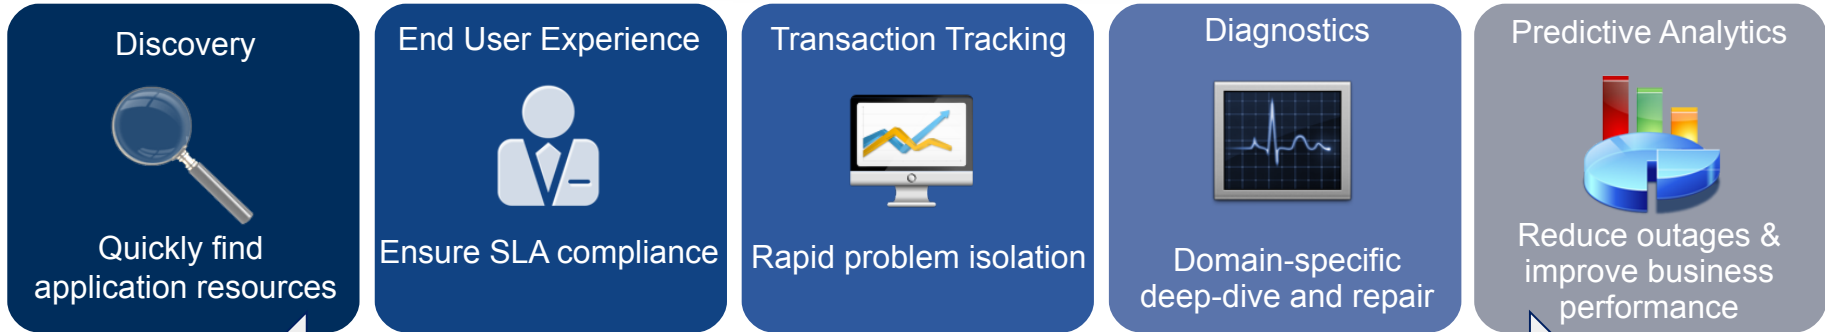 Discovery
Quickly find
application resources
End User Experience
Ensure SLA compliance
Transaction Tracking
Rapid problem isolation
Diagnostics
Domain-specific
deep-dive and repair
Predictive Analytics
Reduce outages &
improve business
performance